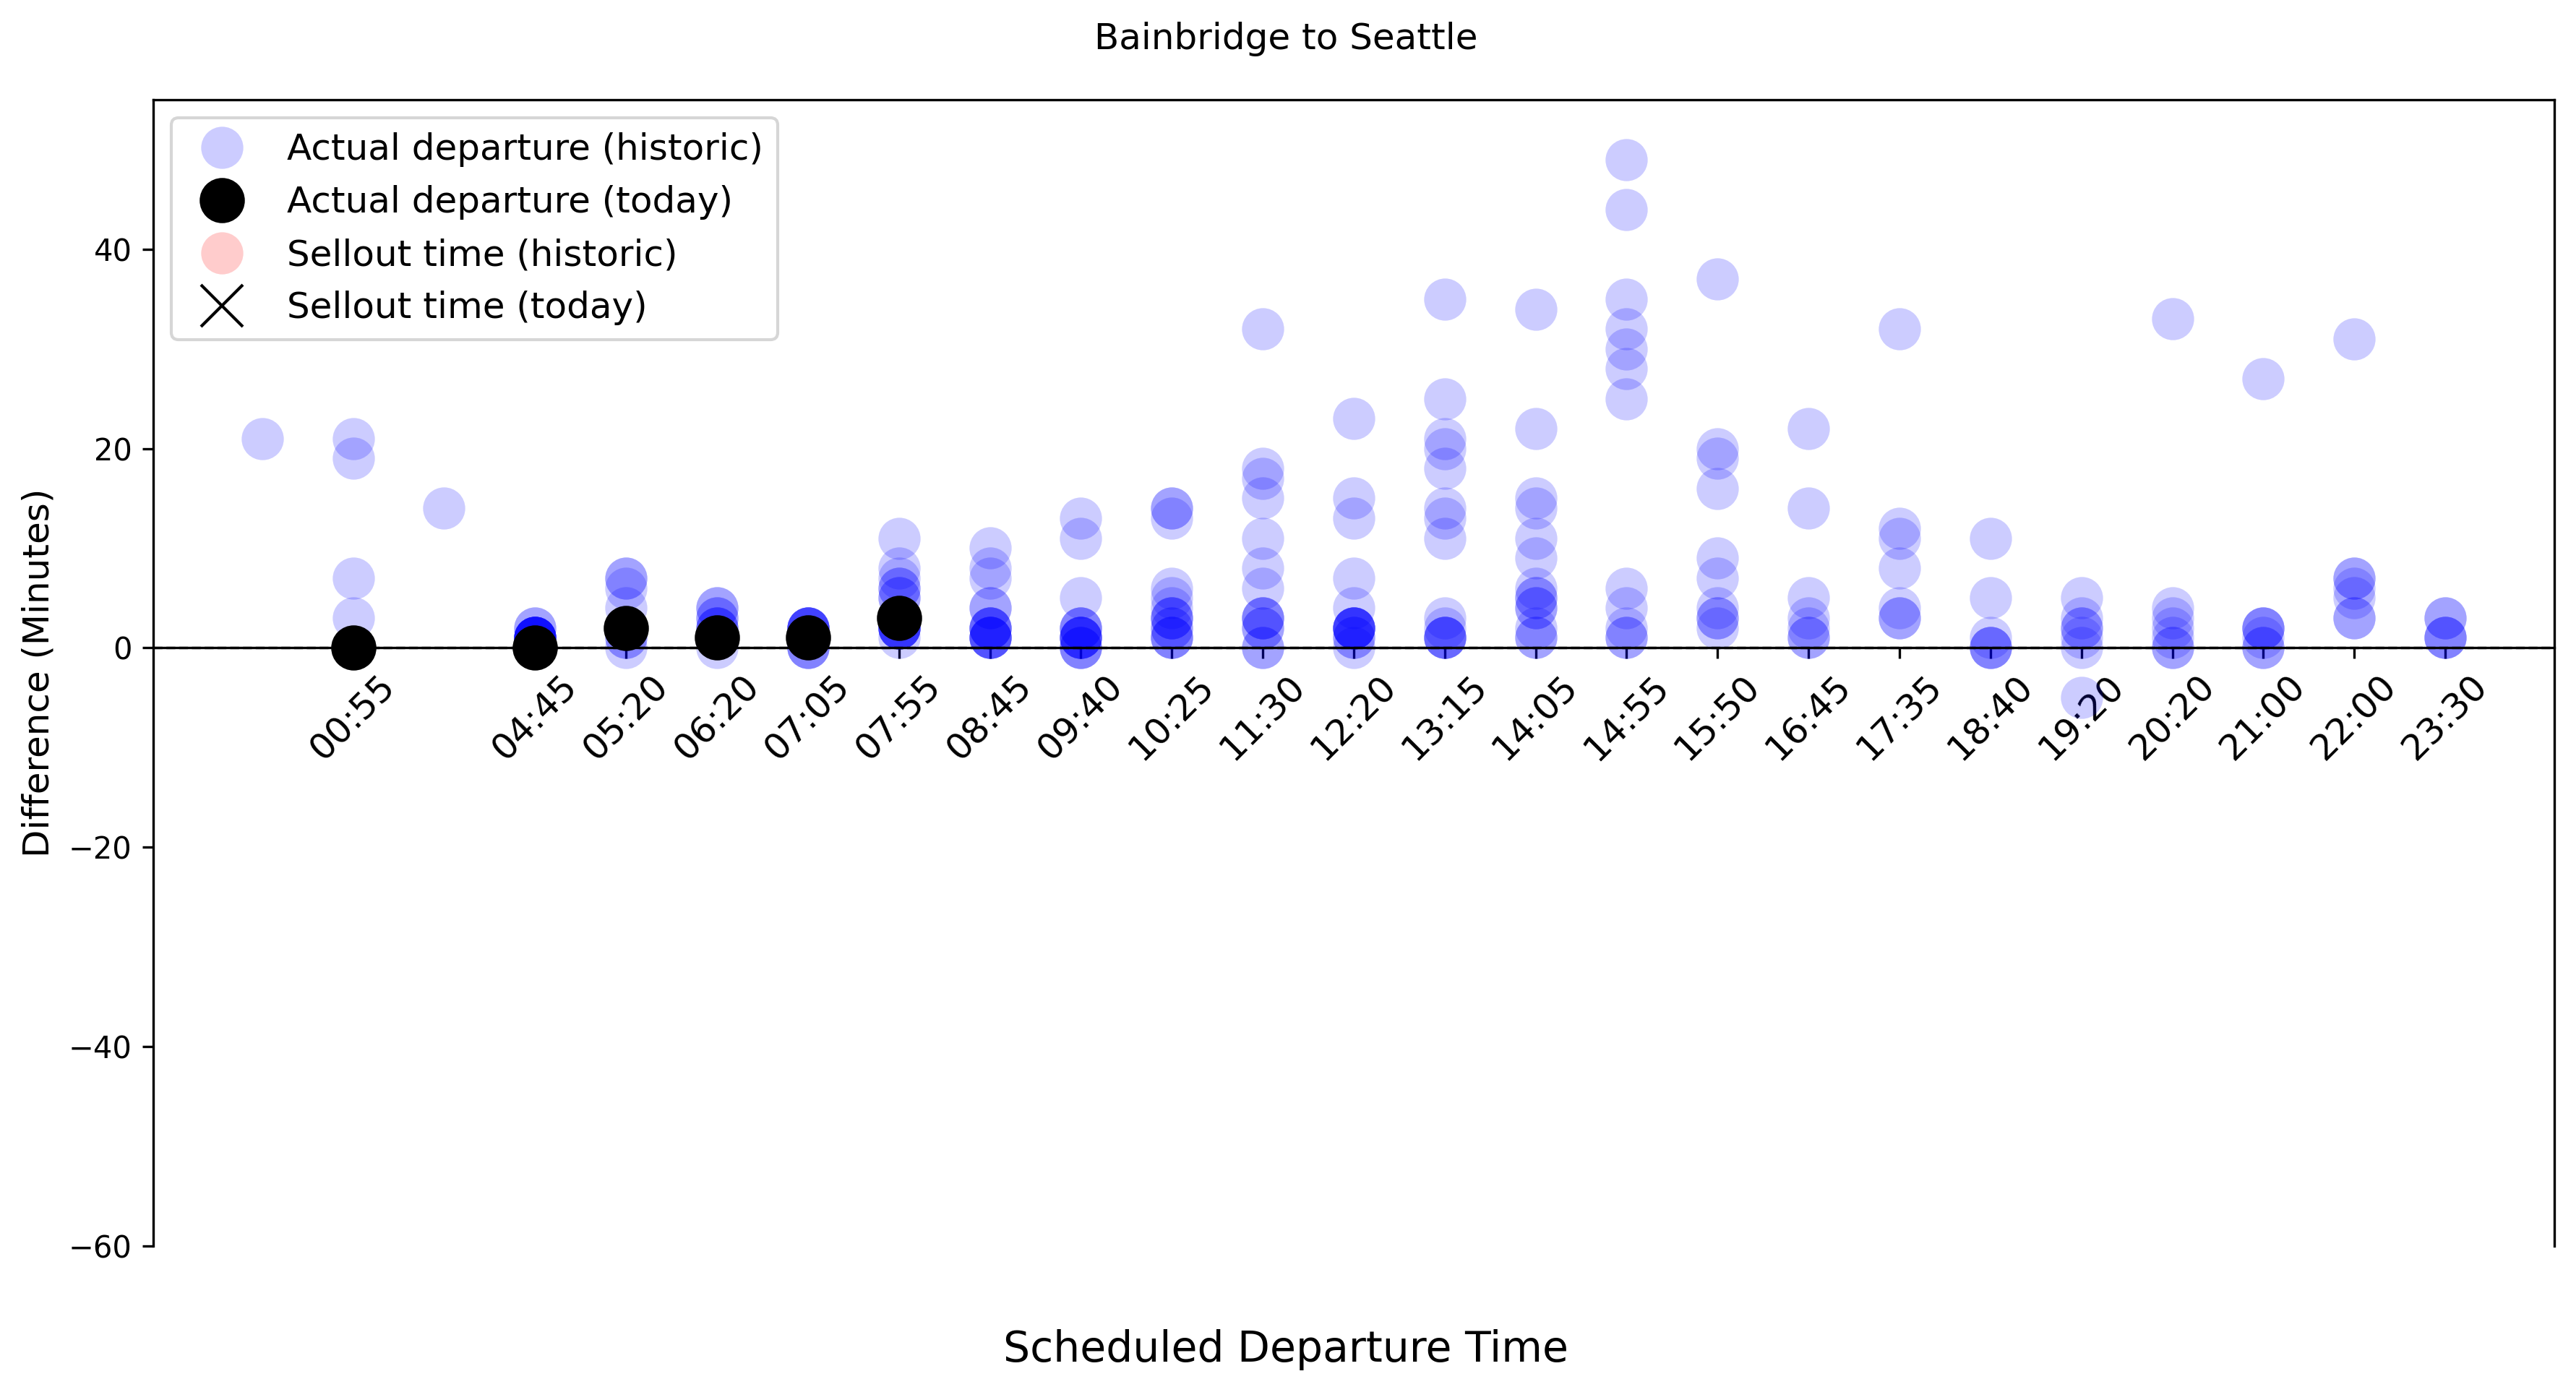 Bainbridge to Seattle
Actual departure (historic)
Actual departure (today)
Sellout time (historic)
Sellout time (today)
Difference (Minutes)
40
20
0
−20
−40
−60
00:55 04:45 05:20 06:20 07:05 07:55 08:45 09:40 10:25 11:30 12:20 13:15 14:05 14:55 15:50 16:45 17:35 18:40 19:20 20:20 21:00 22:00 23:30
Scheduled Departure Time